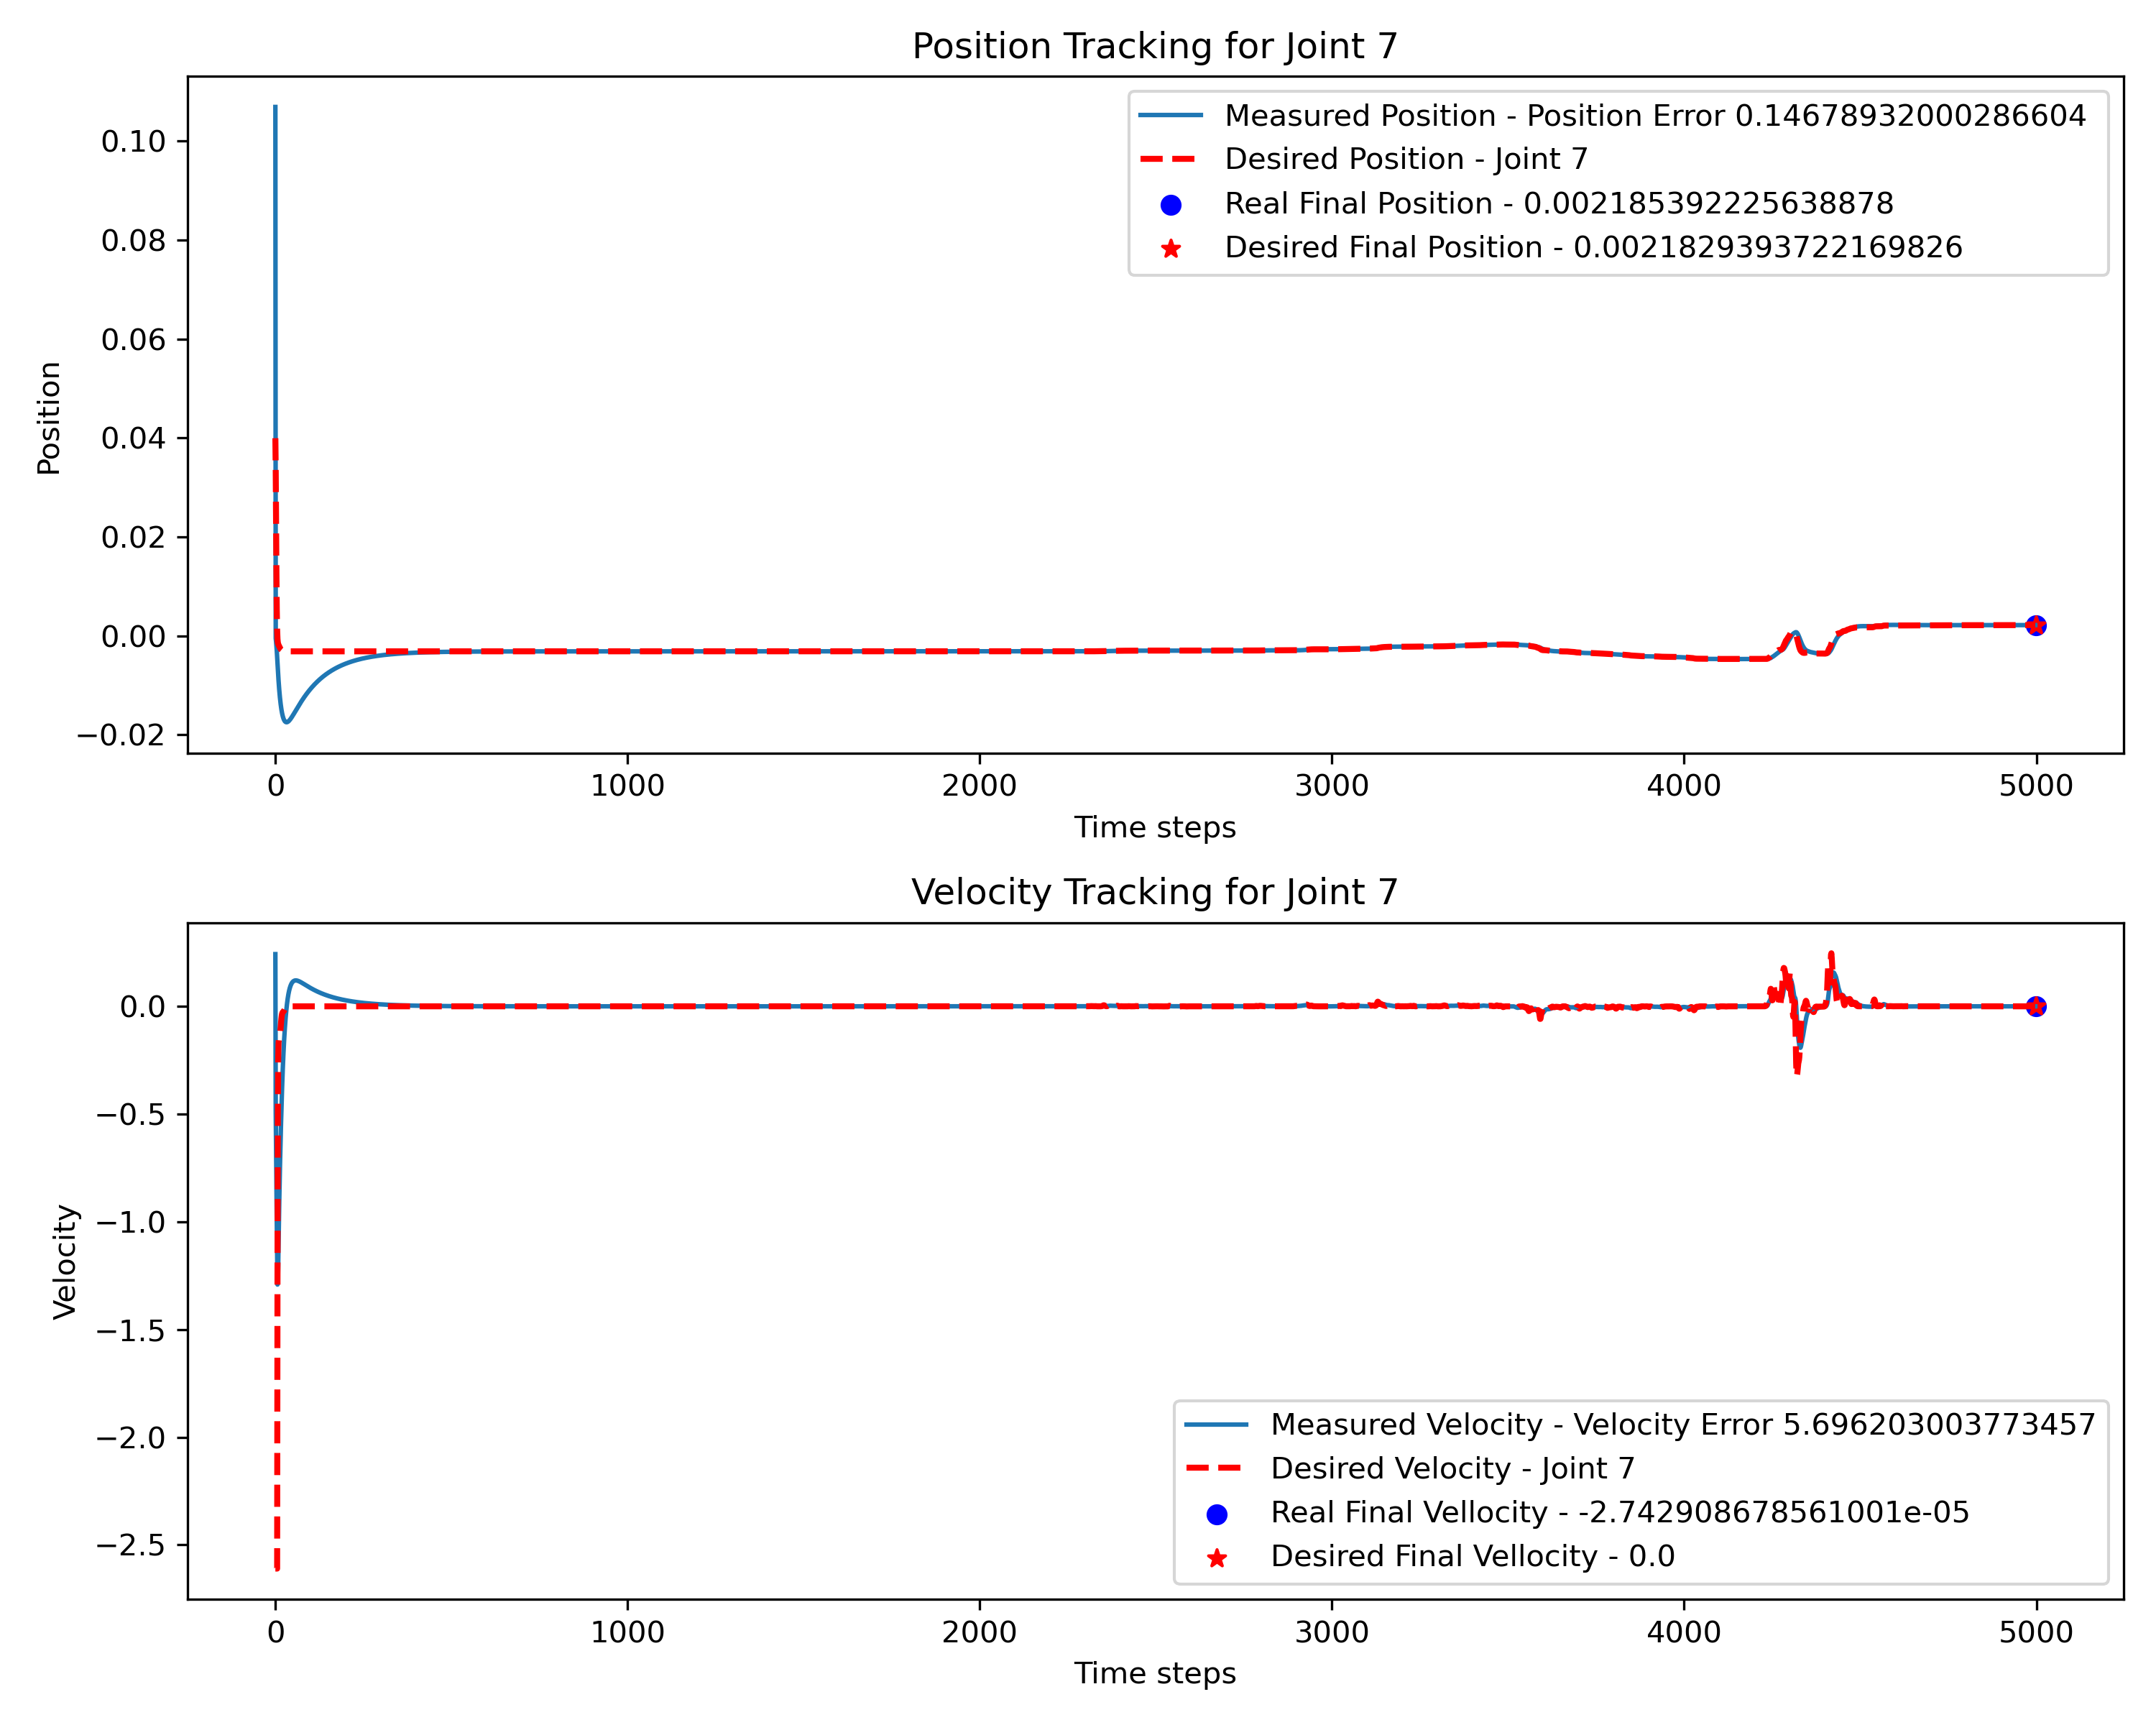 Position Tracking for Joint 7
Measured Position - Position Error 0.14678932000286604
Desired Position - Joint 7
Real Final Position - 0.002185392225638878
Desired Final Position - 0.0021829393722169826
0.10
0.08
0.06
0.04
0.02
0.00
−0.02
Position
0
1000
2000
3000
4000
5000
Time steps
Velocity Tracking for Joint 7
0.0
−0.5
−1.0
−1.5
−2.0
−2.5
Velocity
Measured Velocity - Velocity Error 5.696203003773457
Desired Velocity - Joint 7
Real Final Vellocity - -2.742908678561001e-05
Desired Final Vellocity - 0.0
0
1000
2000
3000
4000
5000
Time steps